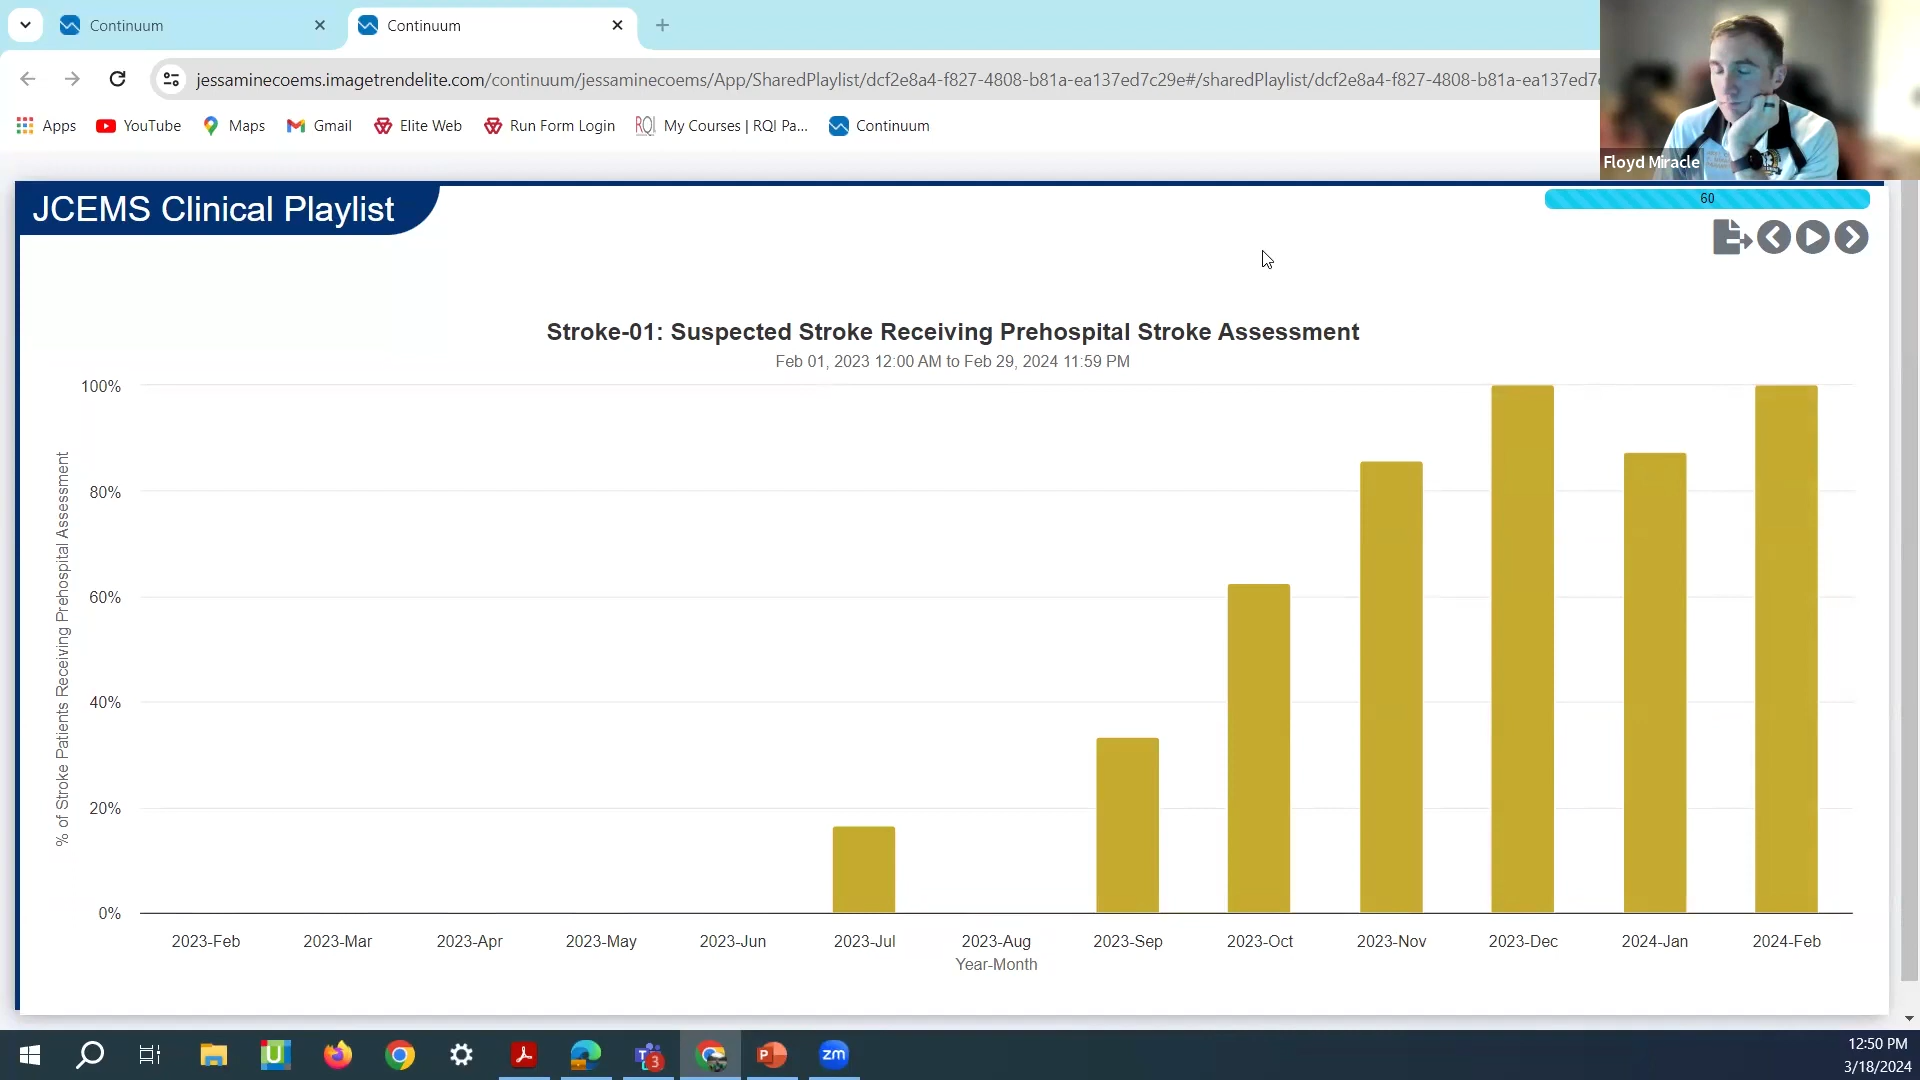 Continuum
Continuum
jessaminecoems.imagetrendelite.com/continuum/jessaminecoems/App/SharedPlaylist/dcf2e8a4-f827-4808-b81a-ea137ed7c29e#/sharedPlaylist/dcf2e8a4-f827-4808-b81a-ea137ed7
Apps
YouTube
Maps
Gmail
Elite Web
Run Form Login
RQI
My Courses | RQI Pa...
Continuum
Floyd Miracle
JCEMS Clinical Playlist
60
Stroke-01: Suspected Stroke Receiving Prehospital Stroke Assessment
Feb 01, 2023 12:00 AM to Feb 29, 2024 11:59 PM
% of Stroke Patients Receiving Prehospital Assessment
100%
80%
60%
40%
20%
0%
2023-Feb 2023-Mar 2023-Apr 2023-May 2023-Jun 2023-Jul 2023-Aug 2023-Sep 2023-Oct 2023-Nov 2023-Dec 2024-Jan 2024-Feb
Year-Month
U
T
3
P
zm
12:50 PM
3/18/2024